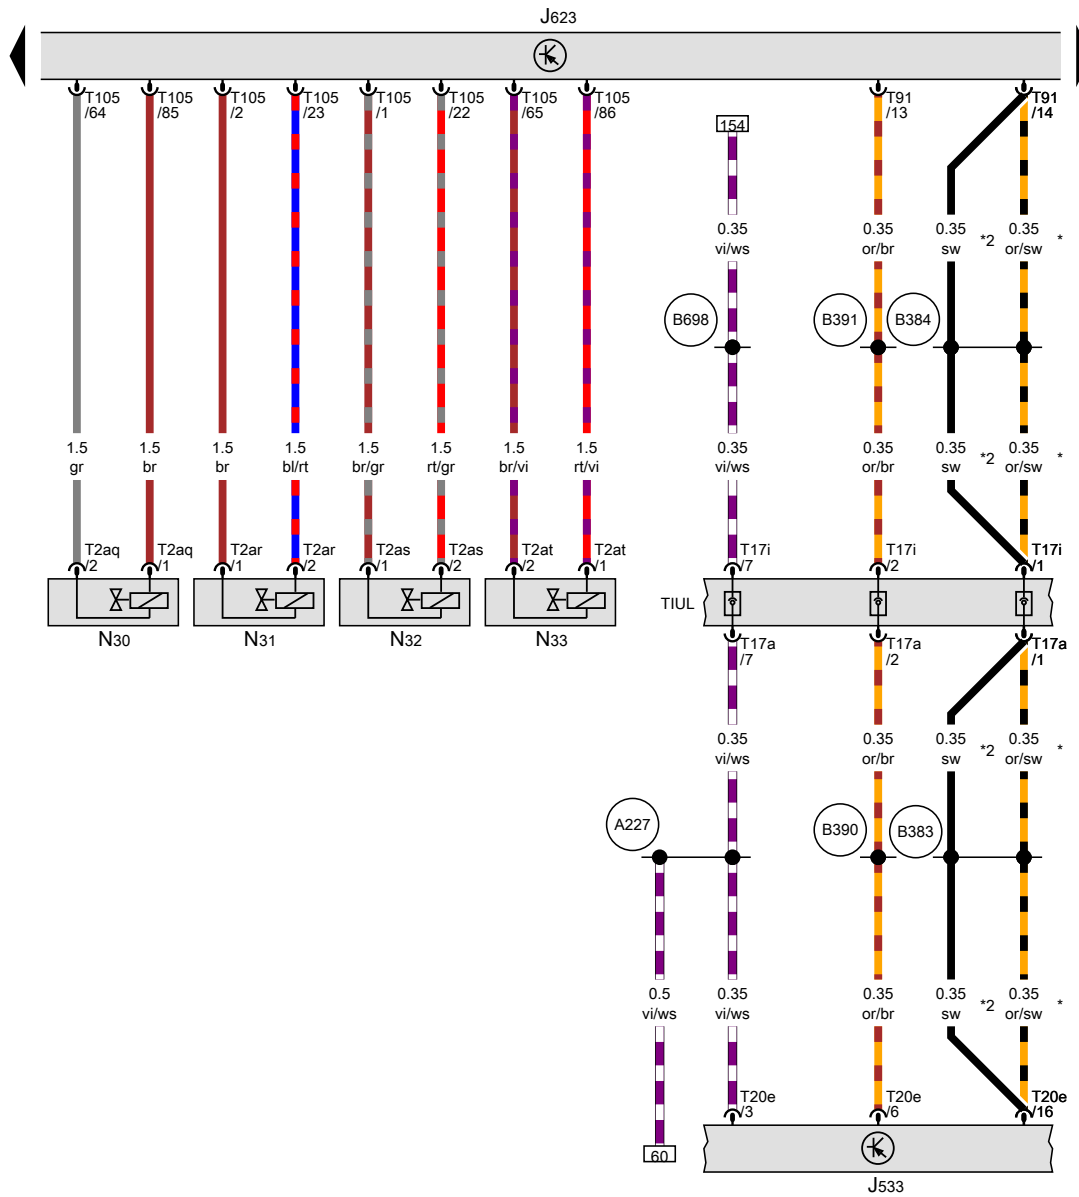 J623
T105 T105 T105 T105 T105 T105 T105 T105 T91 T91
/64 /85 /2 /23 /1 /22 /65 /86 /13 /14
154
0.35 0.35 0.35 *2 0.35 *
vi/ws or/br sw or/sw
B698 B391 B384
1.5 1.5 1.5 1.5 1.5 1.5 1.5 1.5 0.35 0.35 0.35 *2 0.35 *
gr br br bl/rt br/gr rt/gr br/vi rt/vi vi/ws or/br sw or/sw
T2aq T2aq T2ar T2ar T2as T2as T2at T2at T17i T17i T17i
/2 /1 /1 /2 /1 /2 /2 /1 /7 /2 /1
TIUL
N30 N31 N32 N33
T17a T17a T17a
/7 /2 /1
0.35 0.35 0.35 *2 0.35 *
vi/ws or/br sw or/sw
A227 B390 B383
0.5 0.35 0.35 0.35 *2 0.35 *
vi/ws vi/ws or/br sw or/sw
T20e T20e T20e
/3 /6 /16
60
J533